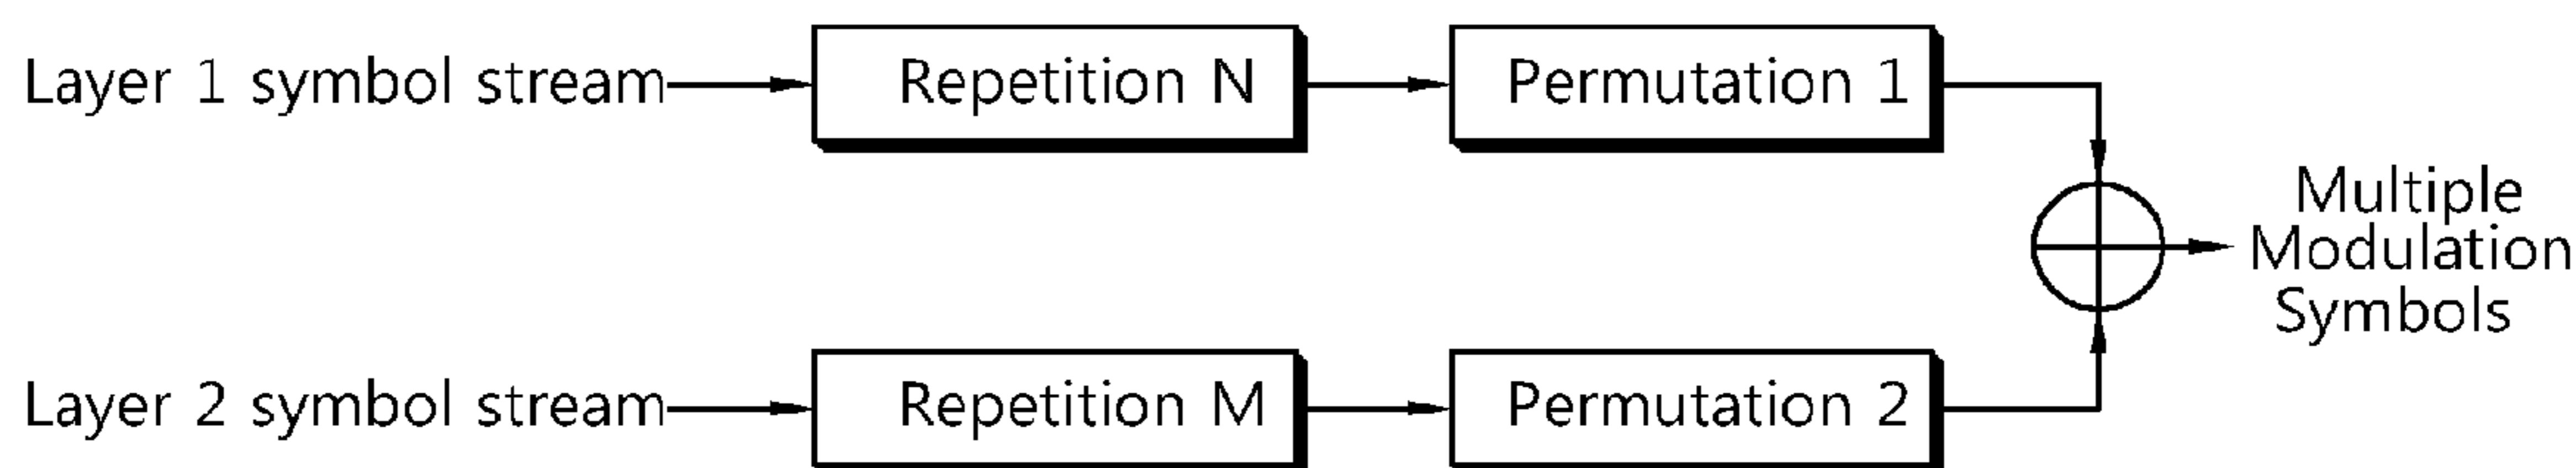 Layer 1 symbol stream
Repetition N
Permutation 1
Multiple
Modulation
Symbols
Layer 2 symbol stream
Repetition M
Permutation 2